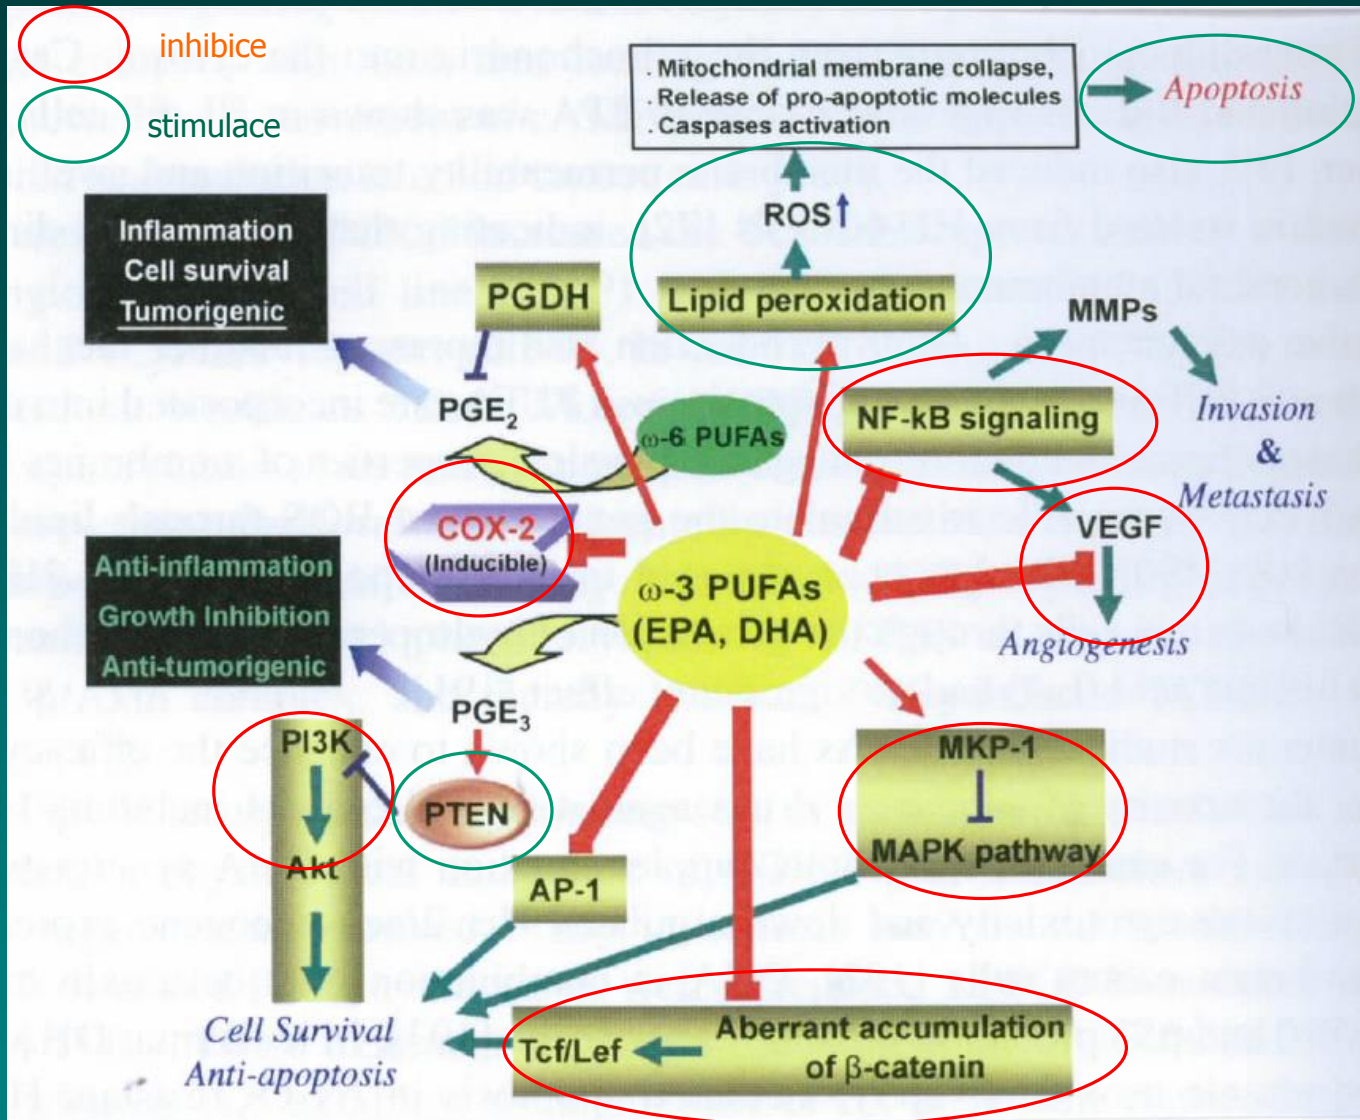 inhibice
stimulace
. Mitochondrial membrane collapse,
. Release of pro-apoptotic molecules
. Caspases activation
Apoptosis
ROS
Inflammation
Cell survival
Tumorigenic
PGDH
Lipid peroxidation
MMPs
PGE2
ω-6 PUFAs
NF-kB signaling
Invasion
&
Metastasis
COX-2
(Inducible)
VEGF
Anti-inflammation
Growth Inhibition
Anti-tumorigenic
ω-3 PUFAs
(EPA, DHA)
Angiogenesis
PGE3
PI3K
PTEN
MKP-1
MAPK pathway
Akt
AP-1
Cell Survival
Anti-apoptosis
Tcf/Lef
Aberrant accumulation
of β-catenin